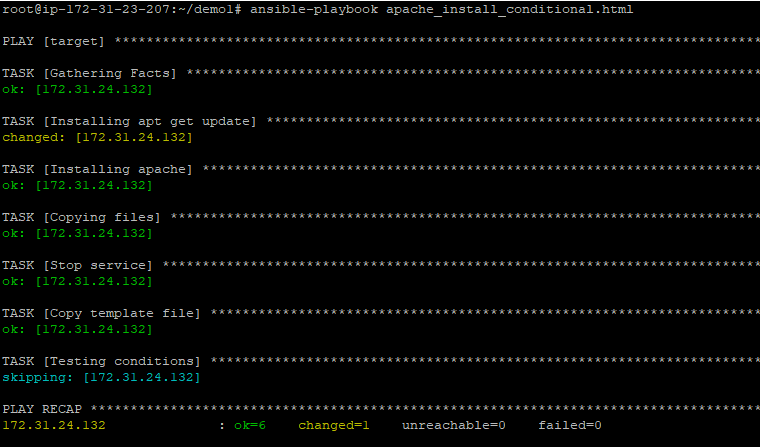 root@ip-172-31-23-207:~/demo1# ansible-playbook apache_install_conditional.html
PLAY [target] *********************************************************************************
TASK [Gathering Facts] ************************************************************************
ok: [172.31.24.132]
TASK [Installing apt get update] **************************************************************
changed: [172.31.24.132]
TASK [Installing apache] **********************************************************************
ok: [172.31.24.132]
TASK [Copying files] **************************************************************************
ok: [172.31.24.132]
TASK [Stop service] ***************************************************************************
ok: [172.31.24.132]
TASK [Copy template file] *********************************************************************
ok: [172.31.24.132]
TASK [Testing conditions] *********************************************************************
skipping: [172.31.24.132]
PLAY RECAP ************************************************************************************
172.31.24.132              : ok=6    changed=1    unreachable=0    failed=0